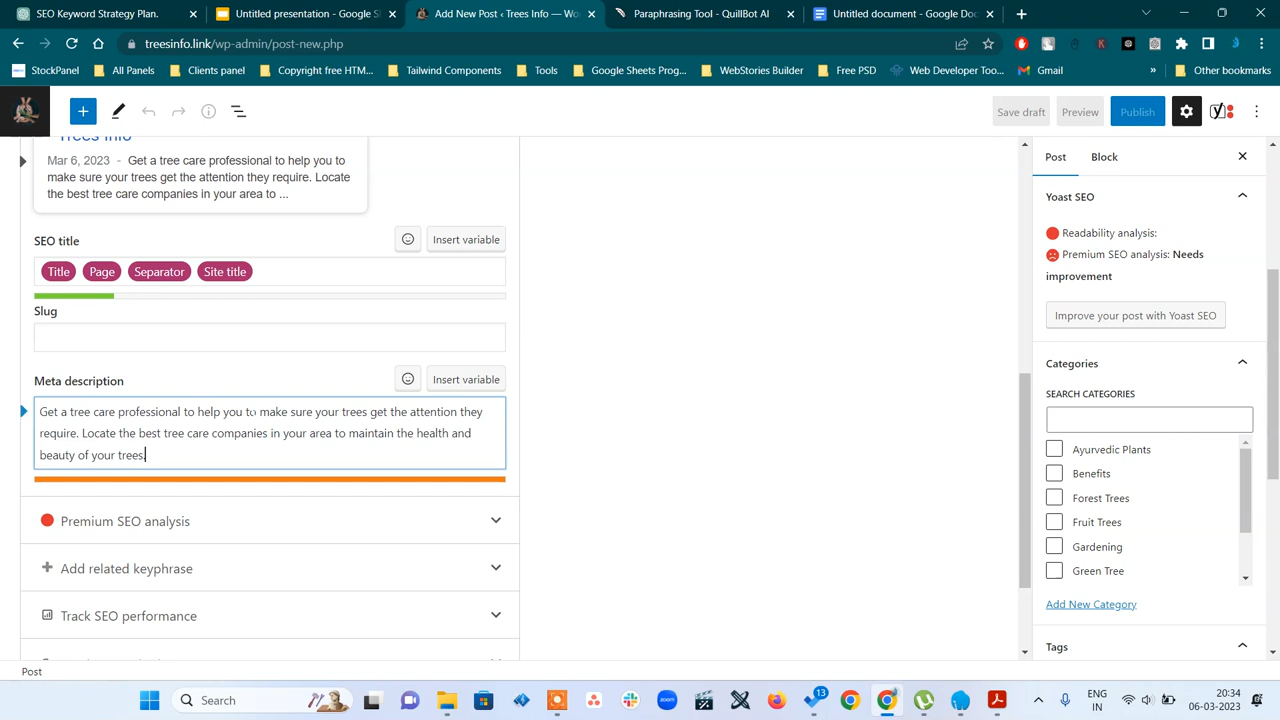 SEO Keyword Strategy Plan.
Untitled presentation - Google S
Add New Post ‹ Trees Info — Wo
Paraphrasing Tool - QuillBot AI
Untitled document - Google Doc
treesinfo.link/wp-admin/post-new.php
StockPanel
All Panels
Clients panel
Copyright free HTM...
Tailwind Components
Tools
Google Sheets Prog...
WebStories Builder
Free PSD
Web Developer Too...
Gmail
»
Other bookmarks
Save draft
Preview
Publish
Trees Info
Mar 6, 2023 - Get a tree care professional to help you to
make sure your trees get the attention they require. Locate
the best tree care companies in your area to ...
SEO title
Insert variable
Title Page Separator Site title
Slug
Meta description
Insert variable
Get a tree care professional to help you to make sure your trees get the attention they
require. Locate the best tree care companies in your area to maintain the health and
beauty of your trees.
Premium SEO analysis
Add related keyphrase
Track SEO performance
Post
Post
Block
Yoast SEO
Readability analysis:
Premium SEO analysis: Needs
improvement
Improve your post with Yoast SEO
Categories
SEARCH CATEGORIES
Ayurvedic Plants
Benefits
Forest Trees
Fruit Trees
Gardening
Green Tree
Add New Category
Tags
Search
zoom
13
ENG
IN
20:34
06-03-2023